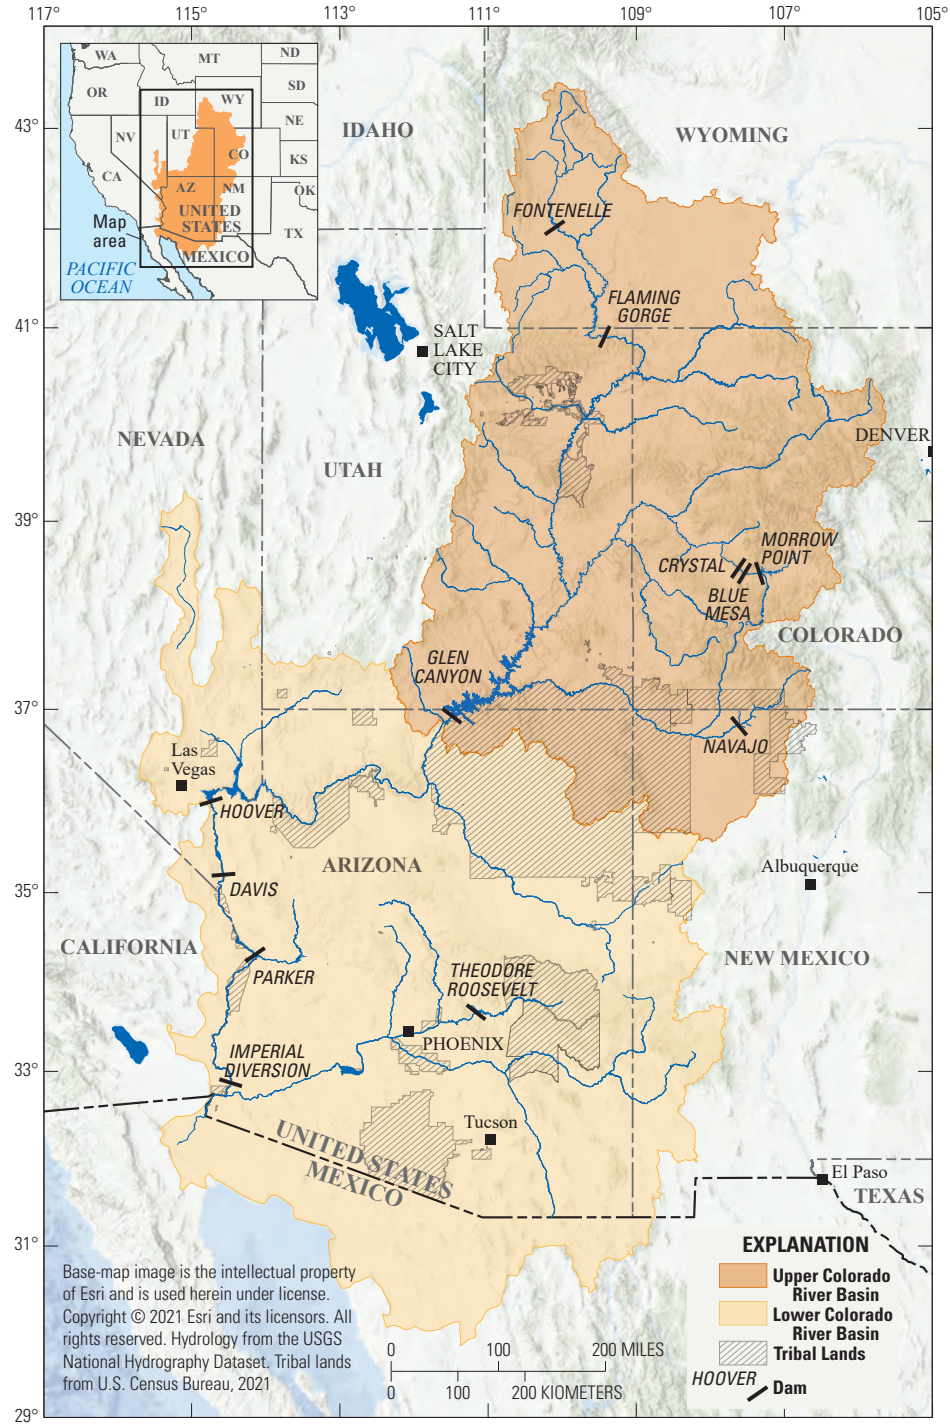 117°
115°
113°
111°
109°
107°
105°
43°
41°
39°
37°
35°
33°
31°
29°
WA
MT
ND
OR
ID
WY
SD
NV
UT
NE
CA
CO
KS
AZ
NM
OK
UNITED
STATES
TX
MEXICO
Map
area
PACIFIC
OCEAN
IDAHO
WYOMING
FONTENELLE
FLAMING
GORGE
SALT
LAKE
CITY
NEVADA
UTAH
DENVER
CRYSTAL
MORROW
POINT
BLUE
MESA
COLORADO
GLEN
CANYON
NAVAJO
Las
Vegas
HOOVER
ARIZONA
DAVIS
Albuquerque
CALIFORNIA
PARKER
NEW MEXICO
THEODORE
ROOSEVELT
PHOENIX
IMPERIAL
DIVERSION
Tucson
UNITED STATES
MEXICO
El Paso
TEXAS
EXPLANATION
Upper Colorado
River Basin
Lower Colorado
River Basin
Tribal Lands
HOOVER
Dam
Base-map image is the intellectual property
of Esri and is used herein under license.
Copyright © 2021 Esri and its licensors. All
rights reserved. Hydrology from the USGS
National Hydrography Dataset. Tribal lands
from U.S. Census Bureau, 2021
0 100 200 MILES
0 100 200 KIOMETERS